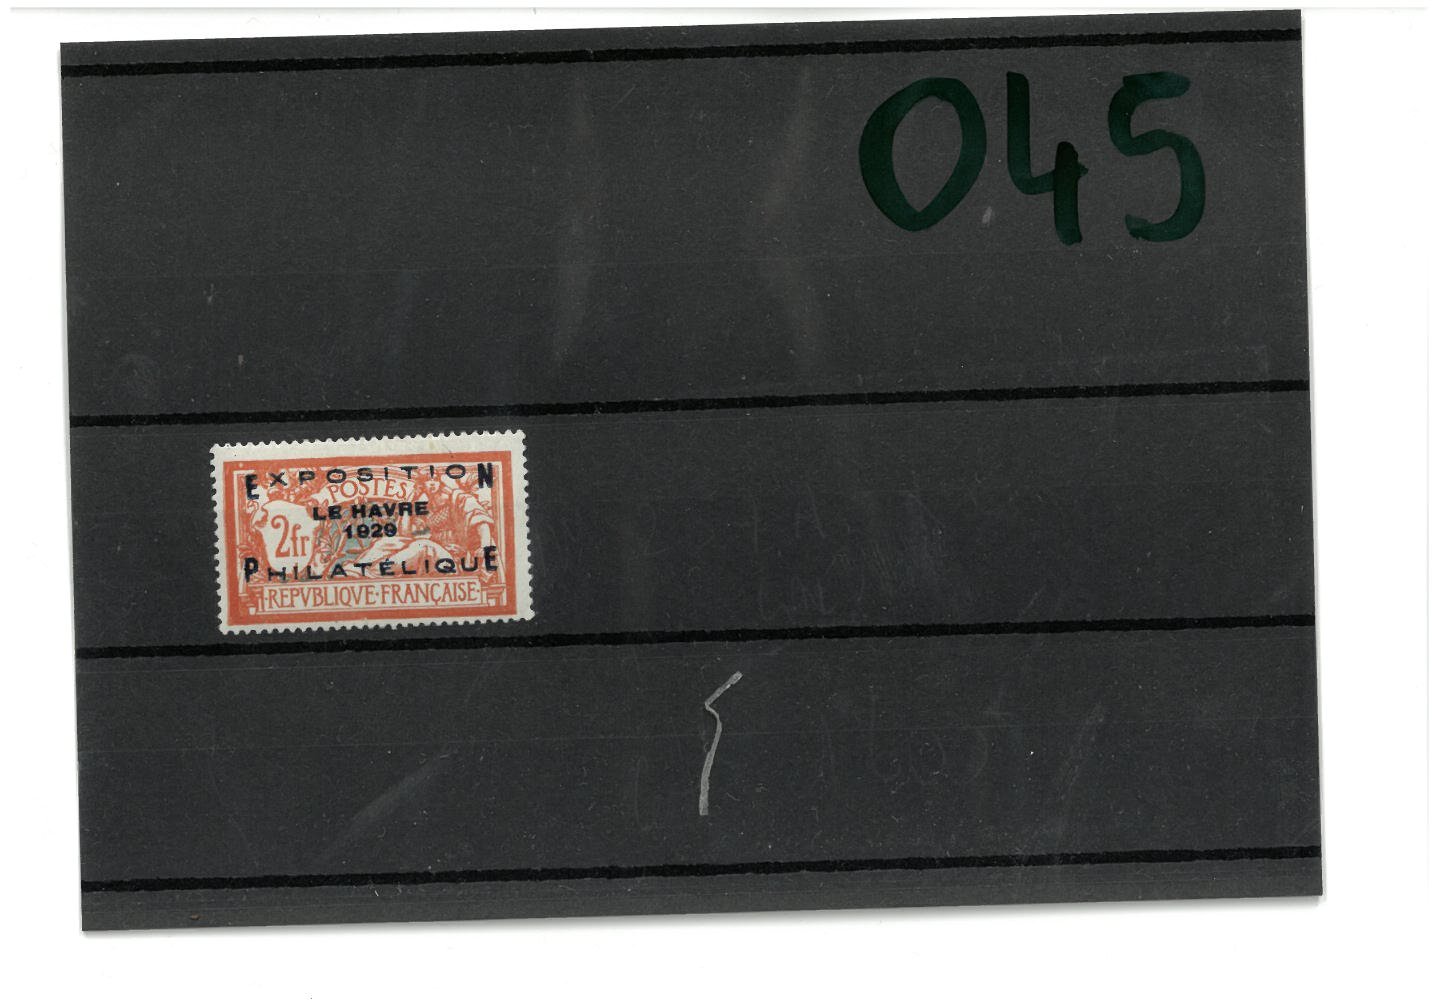 045
EXPOSITION
POSTES
LE HAVRE
1929
2fr
PHILATÉLIQUE
·REPVBLIQVE·FRANÇAISE·